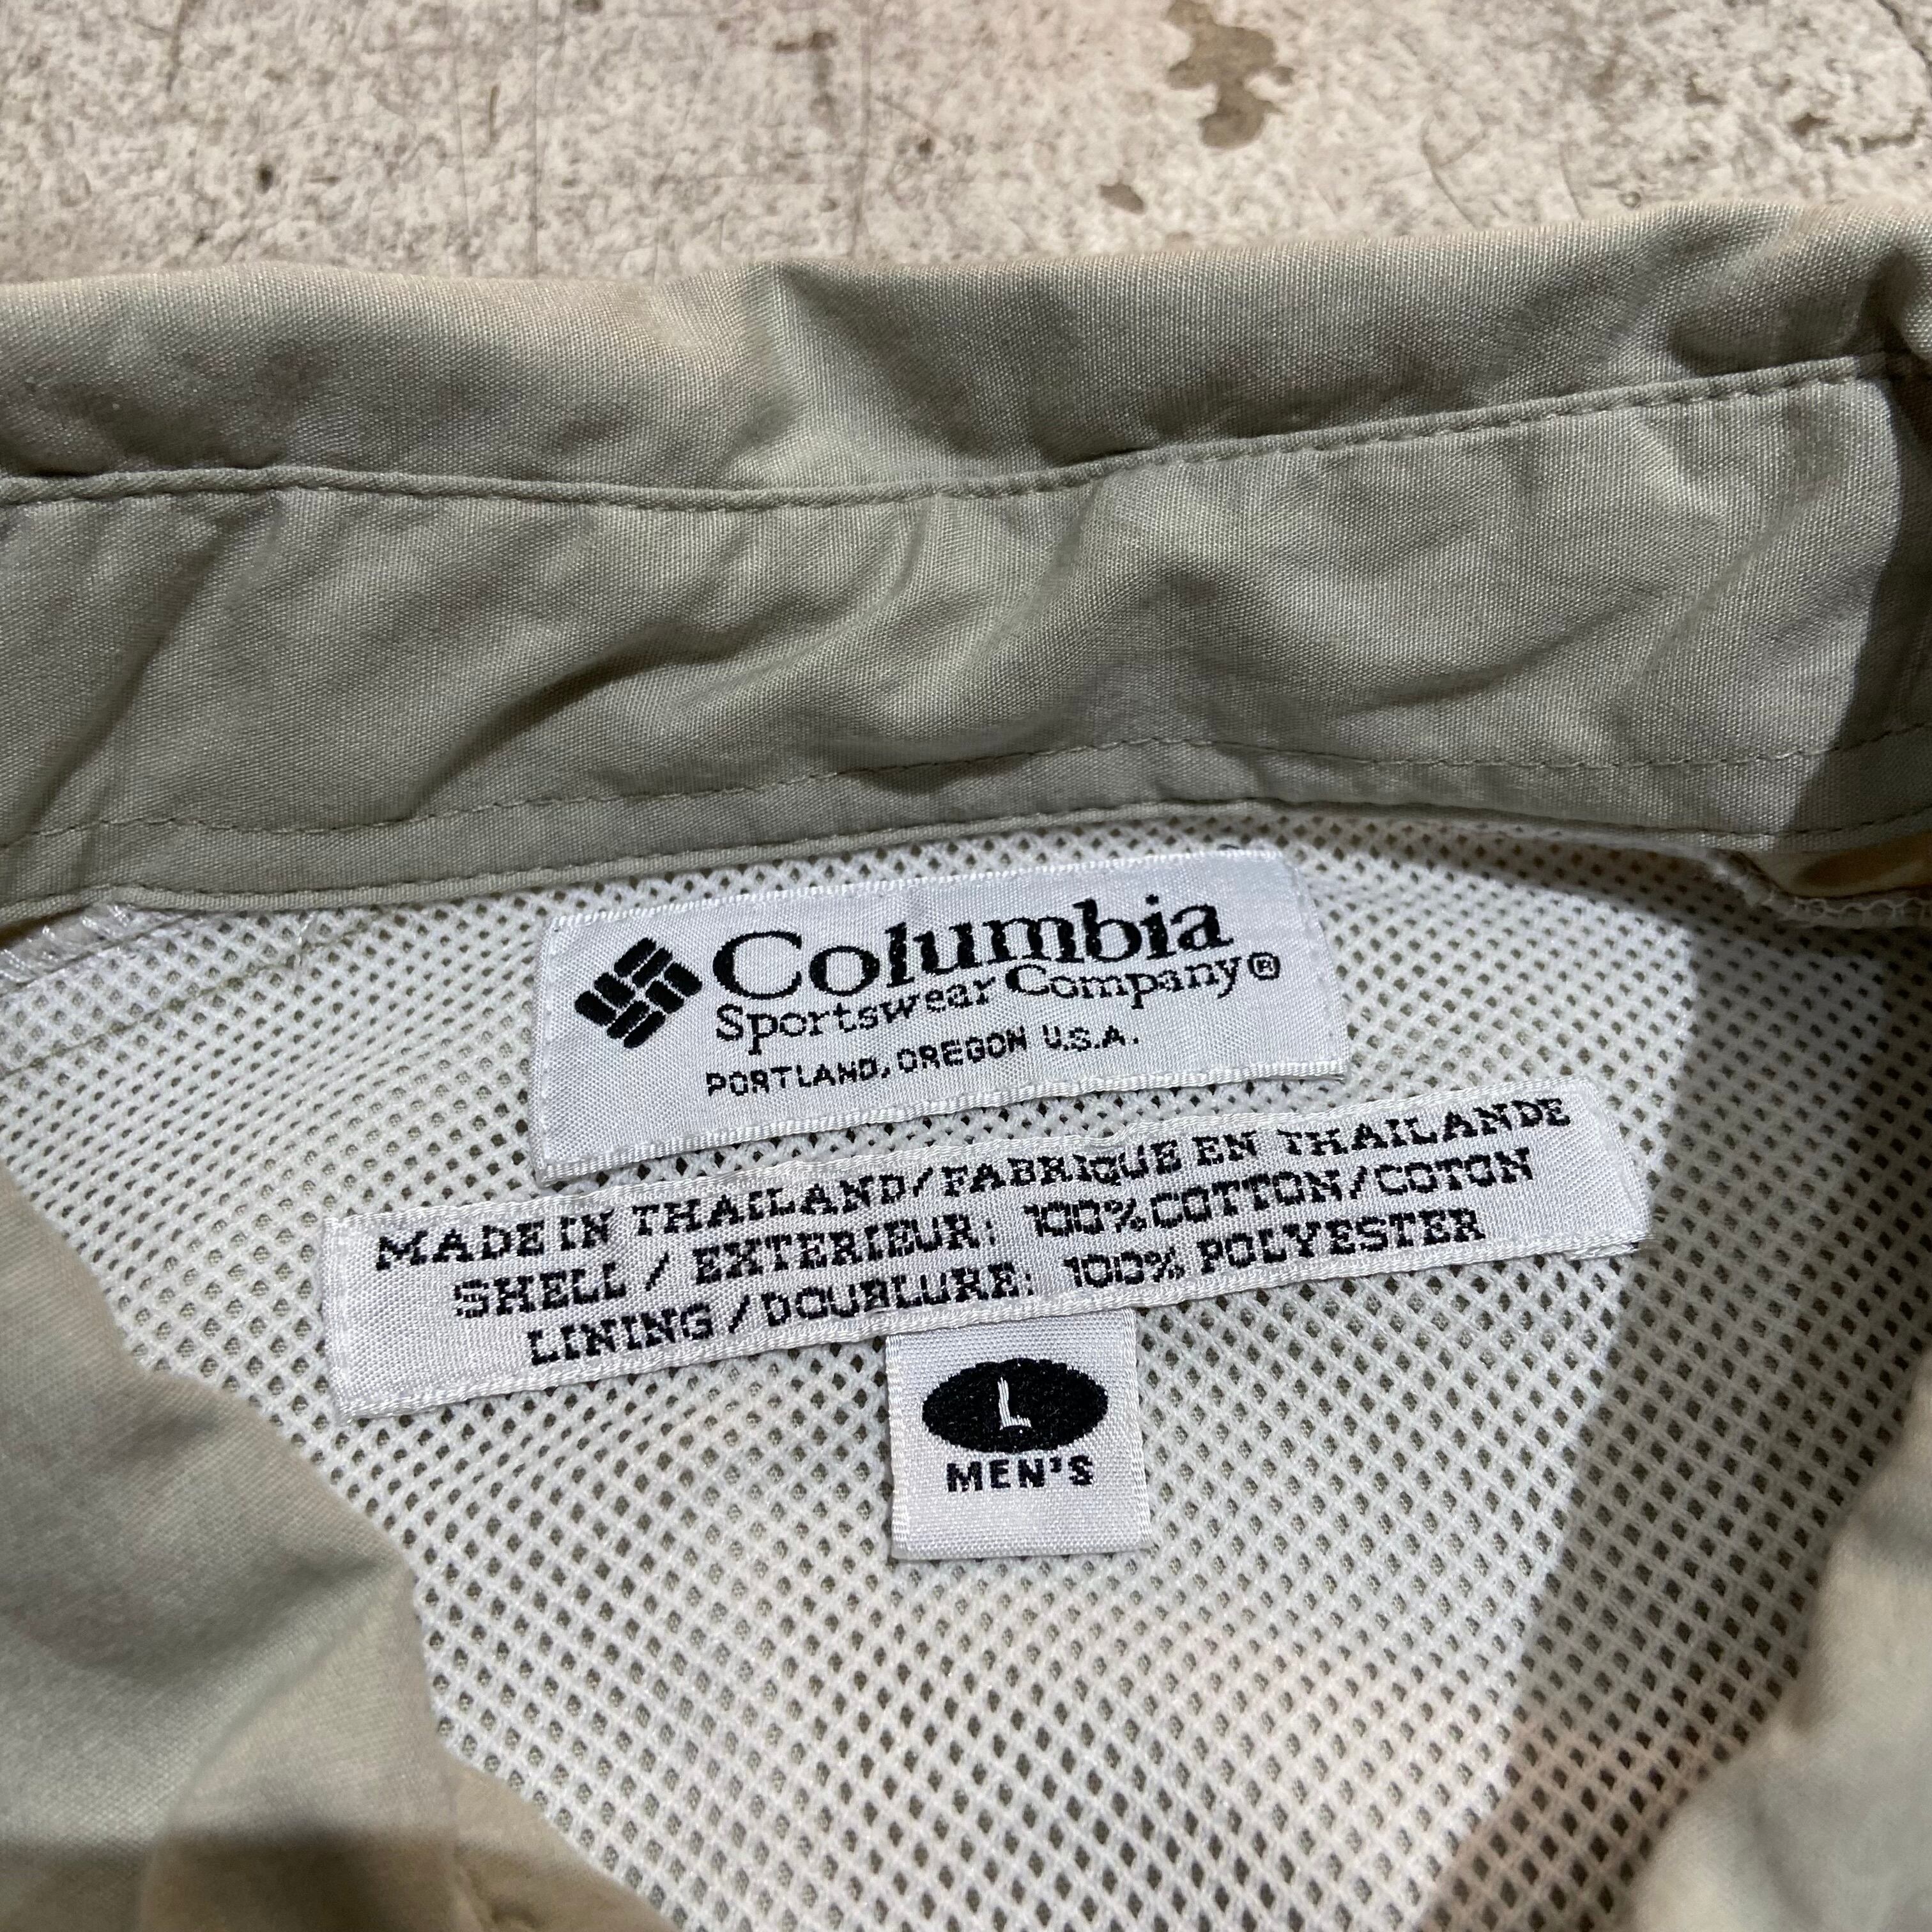 Columbia
Sportswear Company®
PORTLAND, OREGON U.S.A.
MADE IN THAILAND/FABRIQUE EN THAILANDE
SHELL / EXTERIEUR: 100% COTTON/COTON
LINING / DOUBLURE: 100% POLYESTER
L
MEN'S